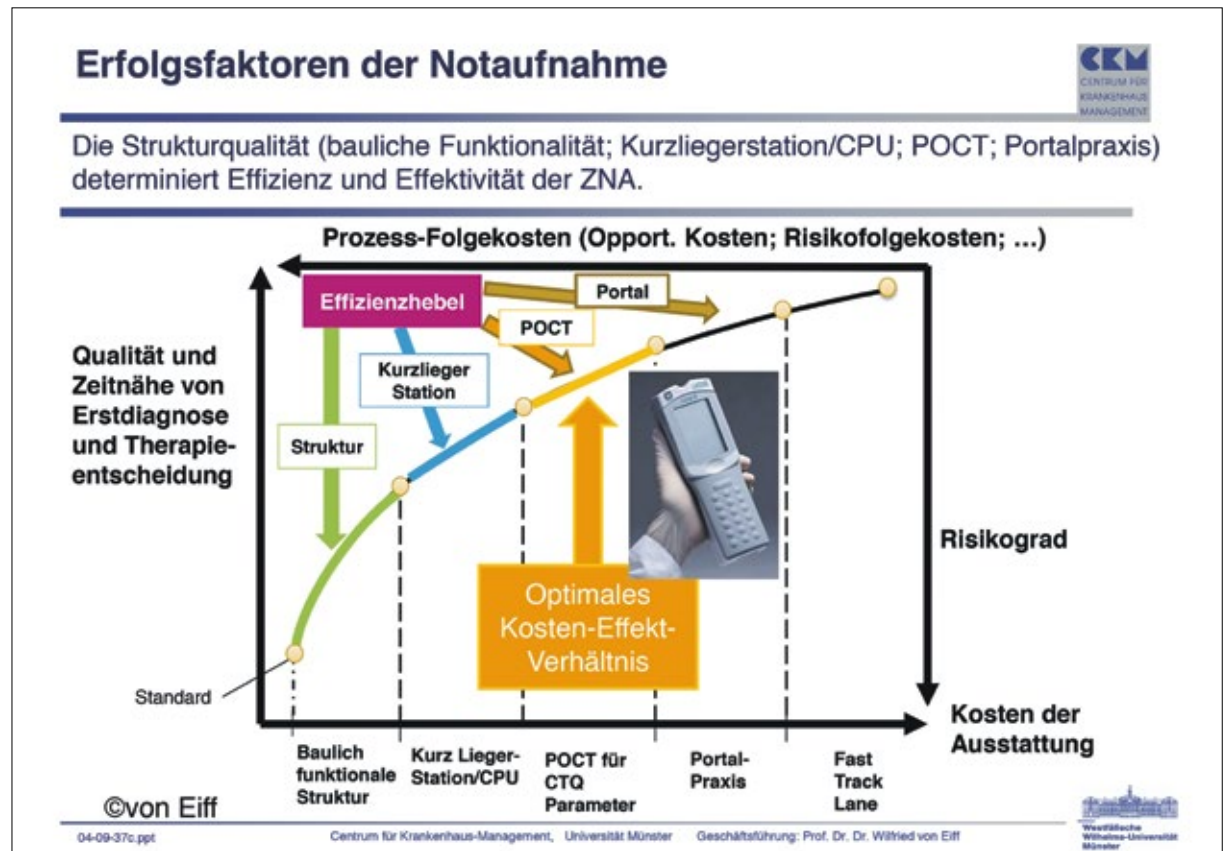 Erfolgsfaktoren der Notaufnahme
CKM
CENTRUM FÜR
KRANKENHAUS
MANAGEMENT
Die Strukturqualität (bauliche Funktionalität; Kurzliegerstation/CPU; POCT; Portalpraxis)
determiniert Effizienz und Effektivität der ZNA.
Prozess-Folgekosten (Opport. Kosten; Risikofolgekosten; …)
Effizienzhebel
Portal
POCT
Kurzlieger
Station
Struktur
Qualität und
Zeitnähe von
Erstdiagnose
und Therapie-
entscheidung
Risikograd
Optimales
Kosten-Effekt-
Verhältnis
Standard
Kosten der
Ausstattung
Baulich
funktionale
Struktur
Kurz Lieger-
Station/CPU
POCT für
CTQ
Parameter
Portal-
Praxis
Fast
Track
Lane
©von Eiff
04-09-37c.ppt
Centrum für Krankenhaus-Management, Universität Münster
Geschäftsführung: Prof. Dr. Dr. Wilfried von Eiff
Westfälische
Wilhelms-Universität
Münster